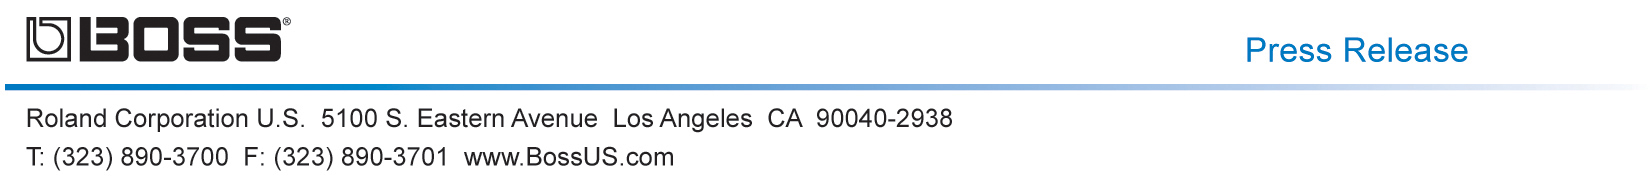 BOSS®
Press Release
Roland Corporation U.S.  5100 S. Eastern Avenue  Los Angeles  CA  90040-2938
T: (323) 890-3700  F: (323) 890-3701  www.BossUS.com